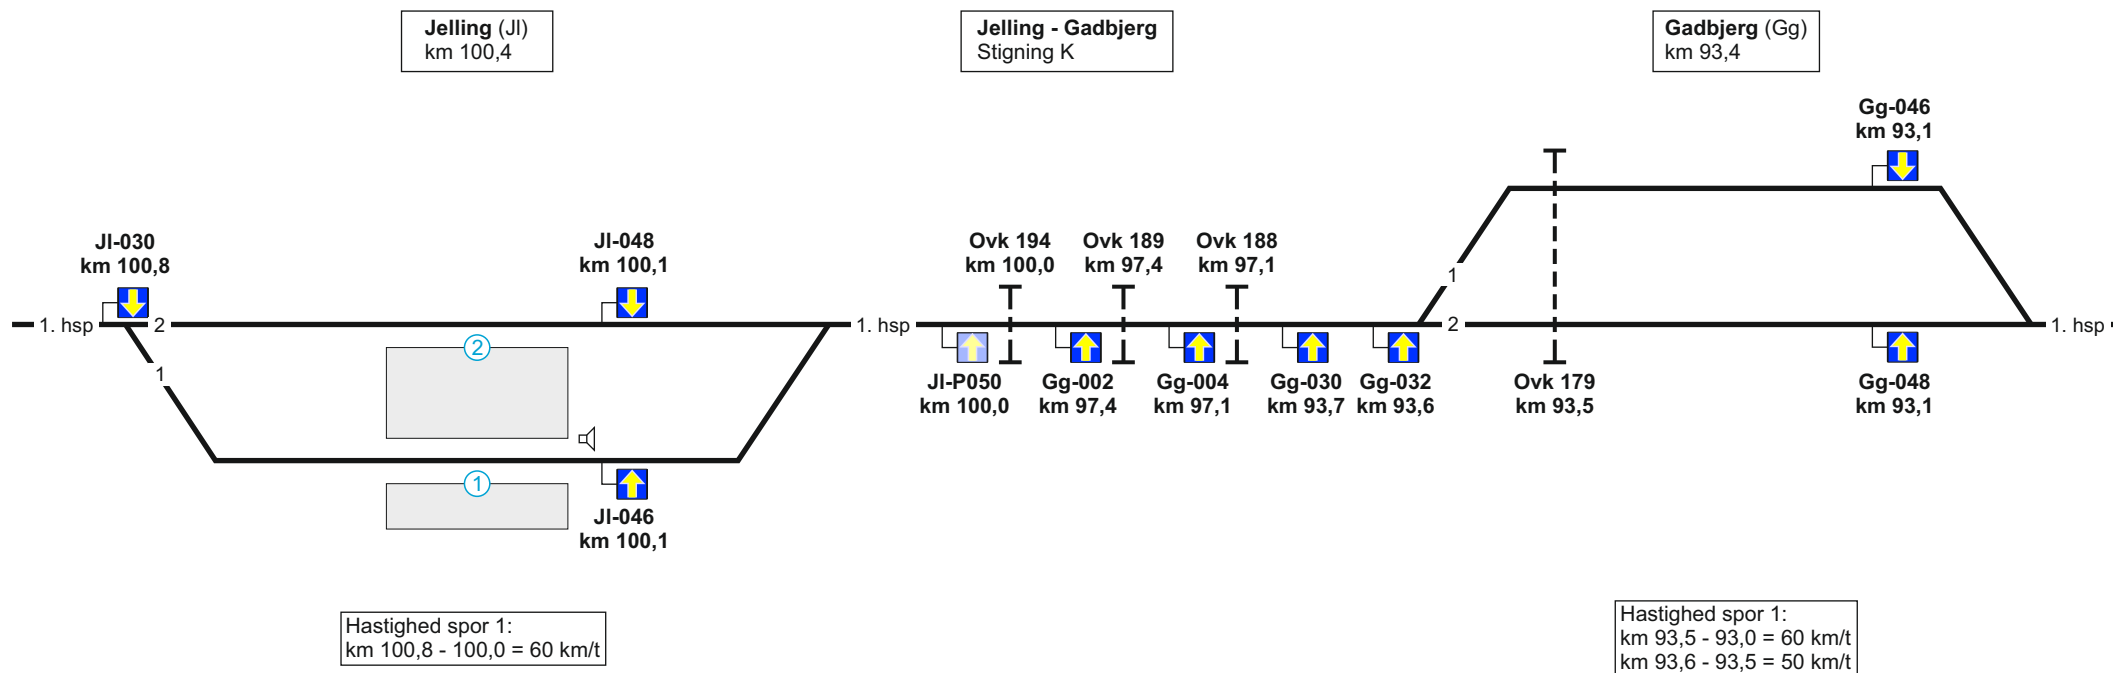 Jelling (Jl)
km 100,4
Jelling - Gadbjerg
Stigning K
Gadbjerg (Gg)
km 93,4
Gg-046
km 93,1
Jl-030
km 100,8
Jl-048
km 100,1
Ovk 194
km 100,0
Ovk 189
km 97,4
Ovk 188
km 97,1
1
1. hsp
2
1. hsp
2
1. hsp
2
1
Jl-P050
km 100,0
Gg-002
km 97,4
Gg-004
km 97,1
Gg-030
km 93,7
Gg-032
km 93,6
Ovk 179
km 93,5
Gg-048
km 93,1
1
Jl-046
km 100,1
Hastighed spor 1:
km 100,8 - 100,0 = 60 km/t
Hastighed spor 1:
km 93,5 - 93,0 = 60 km/t
km 93,6 - 93,5 = 50 km/t